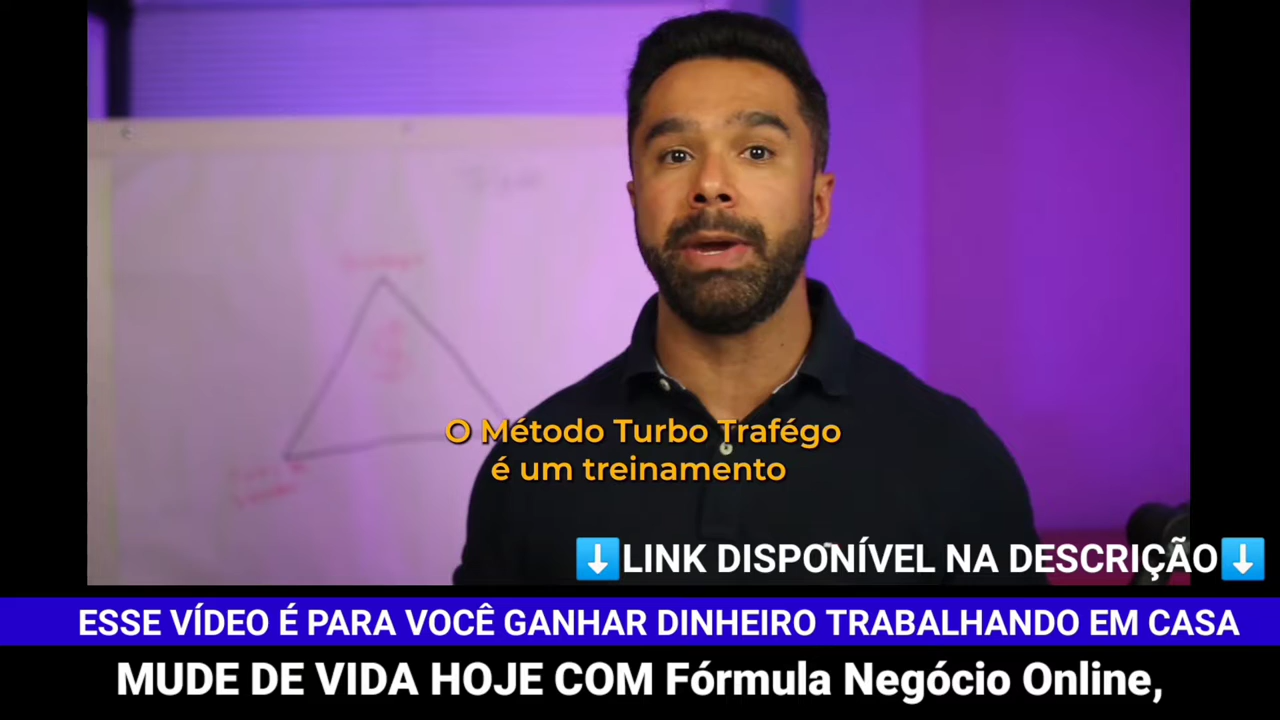 O Método Turbo Trafégo
é um treinamento
⬇LINK DISPONÍVEL NA DESCRIÇÃO⬇
ESSE VÍDEO É PARA VOCÊ GANHAR DINHEIRO TRABALHANDO EM CASA
MUDE DE VIDA HOJE COM Fórmula Negócio Online,